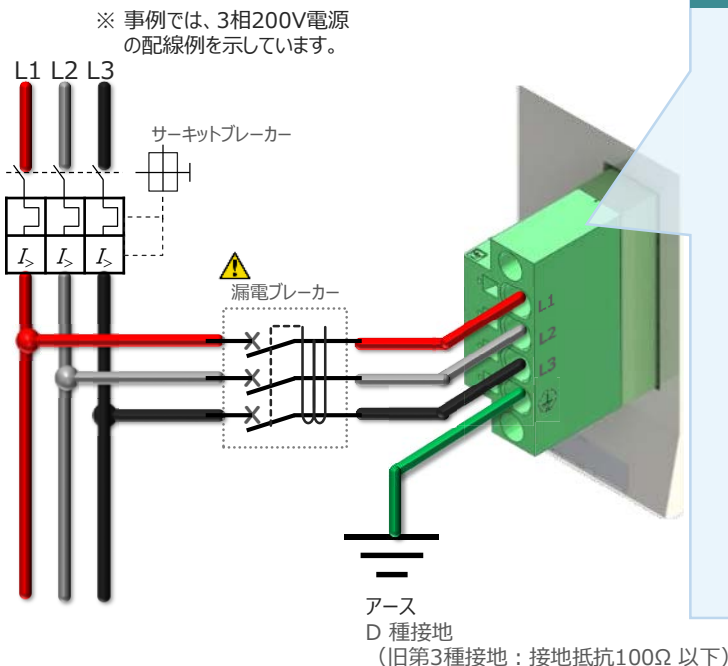 ※ 事例では、3相200V電源
の配線例を示しています。
L1 L2 L3
サーキットブレーカー
I> I> I>
漏電ブレーカー
L1
L2
L3
アース
D 種接地
（旧第3種接地：接地抵抗100Ω 以下）